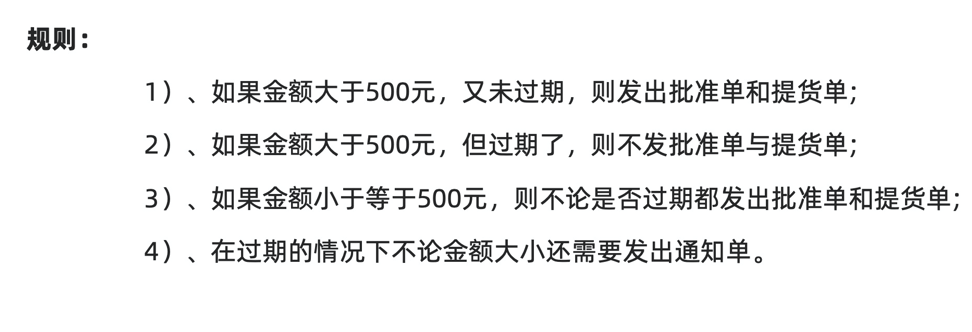 规则：
1）、如果金额大于500元，又未过期，则发出批准单和提货单；
2）、如果金额大于500元，但过期了，则不发批准单与提货单；
3）、如果金额小于等于500元，则不论是否过期都发出批准单和提货单；
4）、在过期的情况下不论金额大小还需要发出通知单。